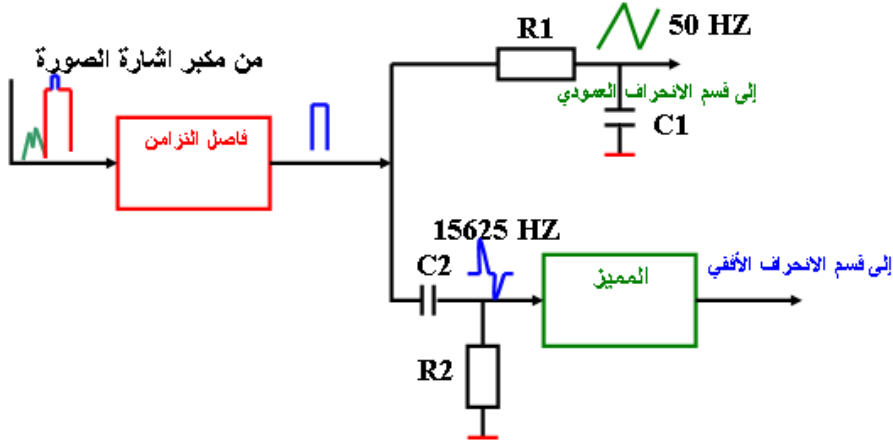 R1
50 HZ
من مكبر اشارة الصورة
إلى قسم الانحراف العمودي
C1
فاصل التزامن
15625 HZ
C2
المميز
إلى قسم الانحراف الأفقي
R2